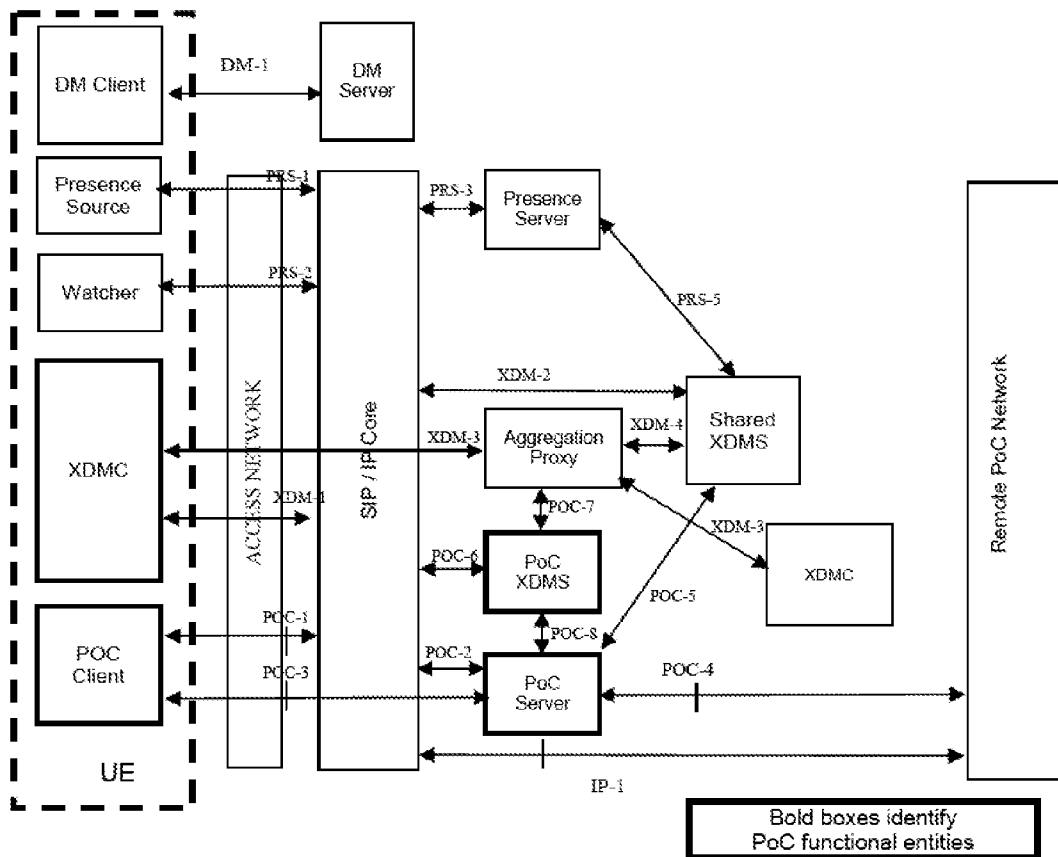 DM Client
DM-1
DM
Server
Presence
Source
PRS-1
PRS-3
Presence
Server
Watcher
PRS-2
PRS-5
XDMC
ACCESS NETWORK
SIP / IP Core
XDM-2
Shared
XDMS
XDM-3
Aggregation
Proxy
XDM-4
XDM-1
POC-7
XDM-3
XDMC
POC-6
PoC
XDMS
POC-5
POC
Client
POC-1
POC-8
POC-2
POC-3
PoC
Server
POC-4
Remote PoC Network
UE
IP-1
Bold boxes identify
PoC functional entities